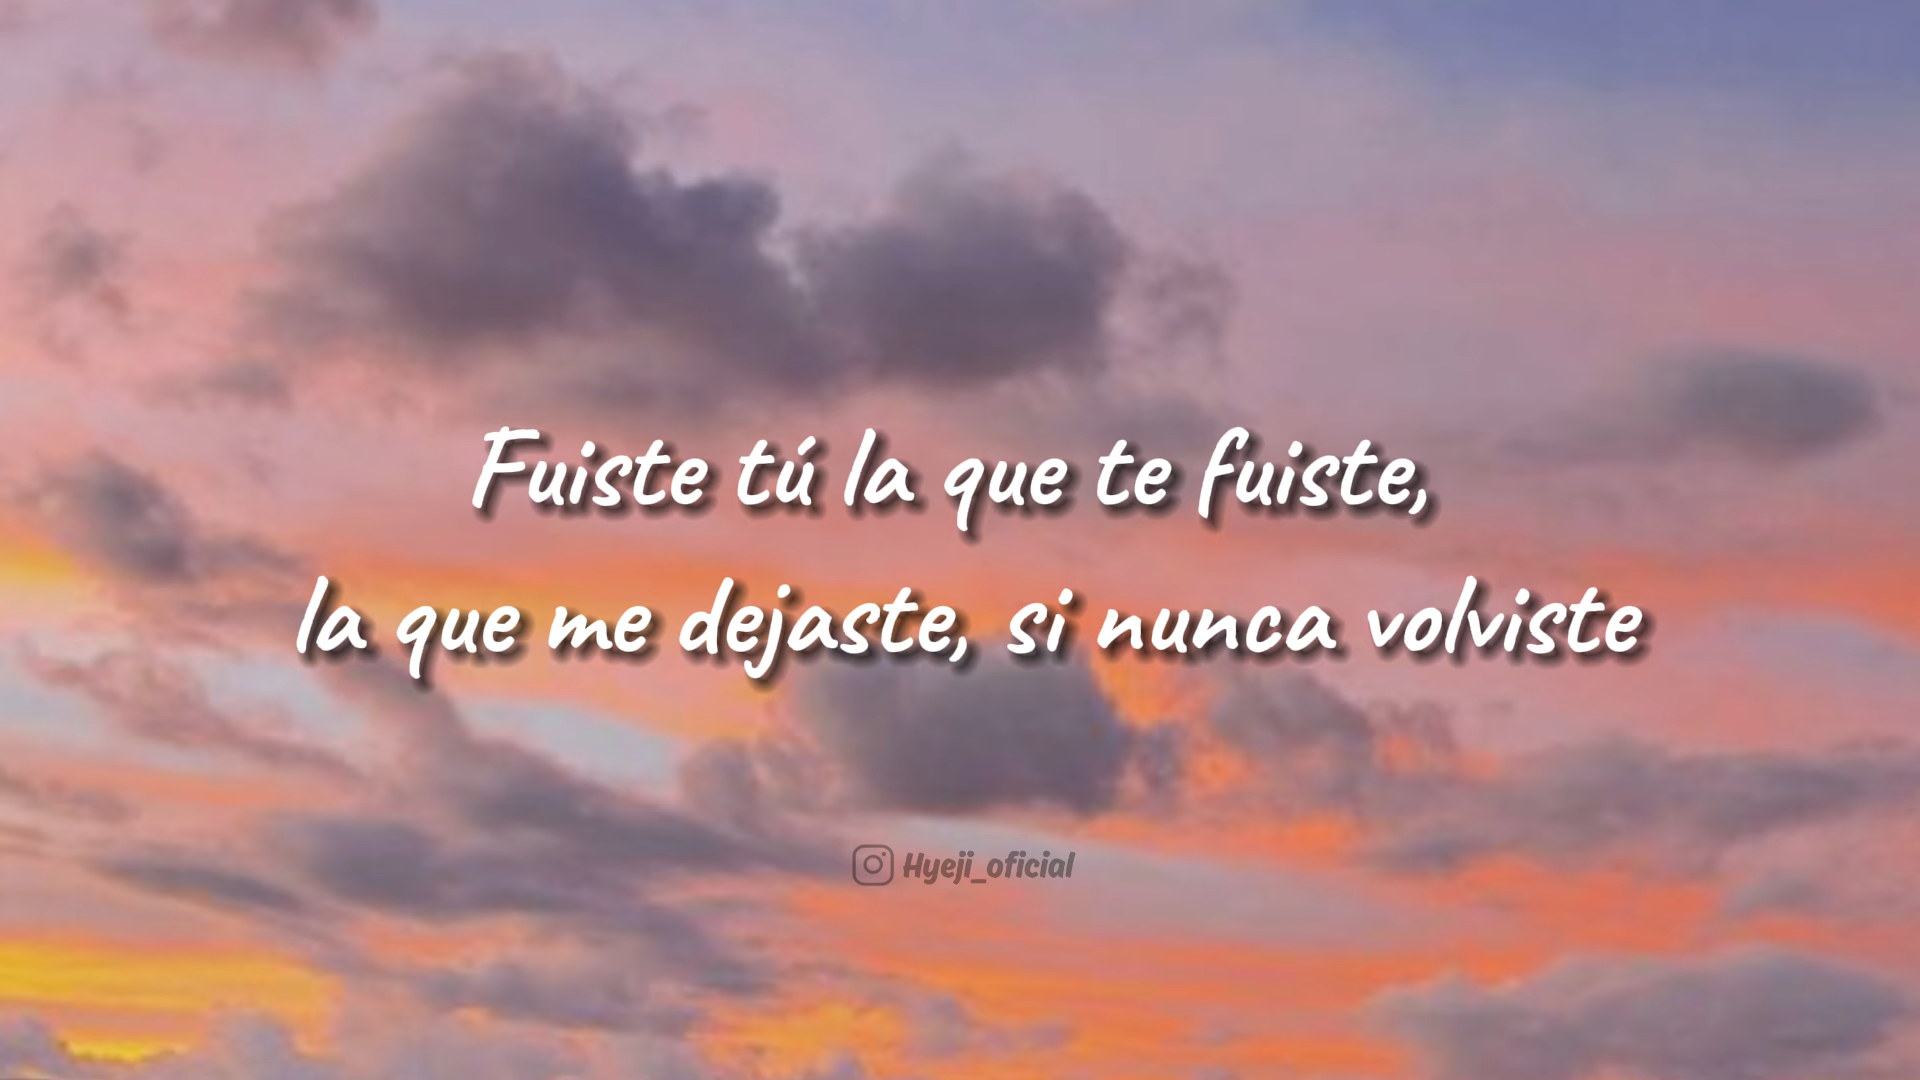 Fuiste tú la que te fuiste,
la que me dejaste, si nunca volviste
Hyeji_oficial